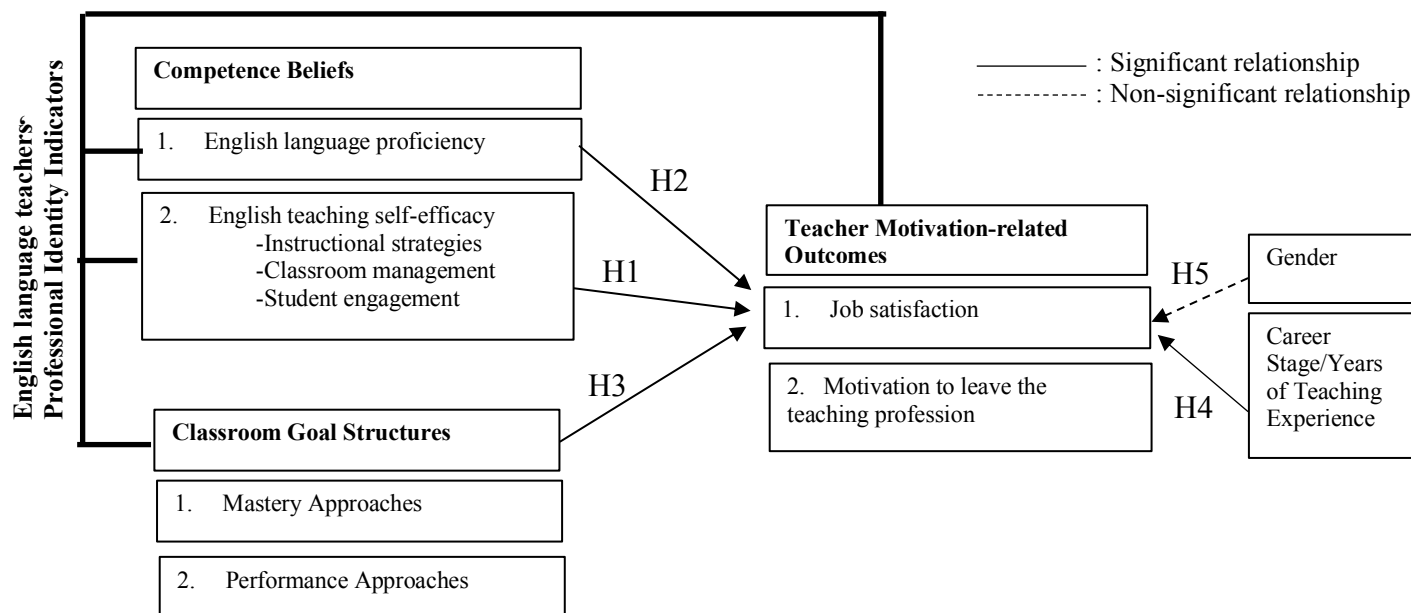 English language teachers'
Professional Identity Indicators
Competence Beliefs
1. English language proficiency
2. English teaching self-efficacy
-Instructional strategies
-Classroom management
-Student engagement
Classroom Goal Structures
1. Mastery Approaches
2. Performance Approaches
H2
H1
H3
Teacher Motivation-related
Outcomes
1. Job satisfaction
2. Motivation to leave the
teaching profession
H5
H4
: Significant relationship
: Non-significant relationship
Gender
Career
Stage/Years
of Teaching
Experience